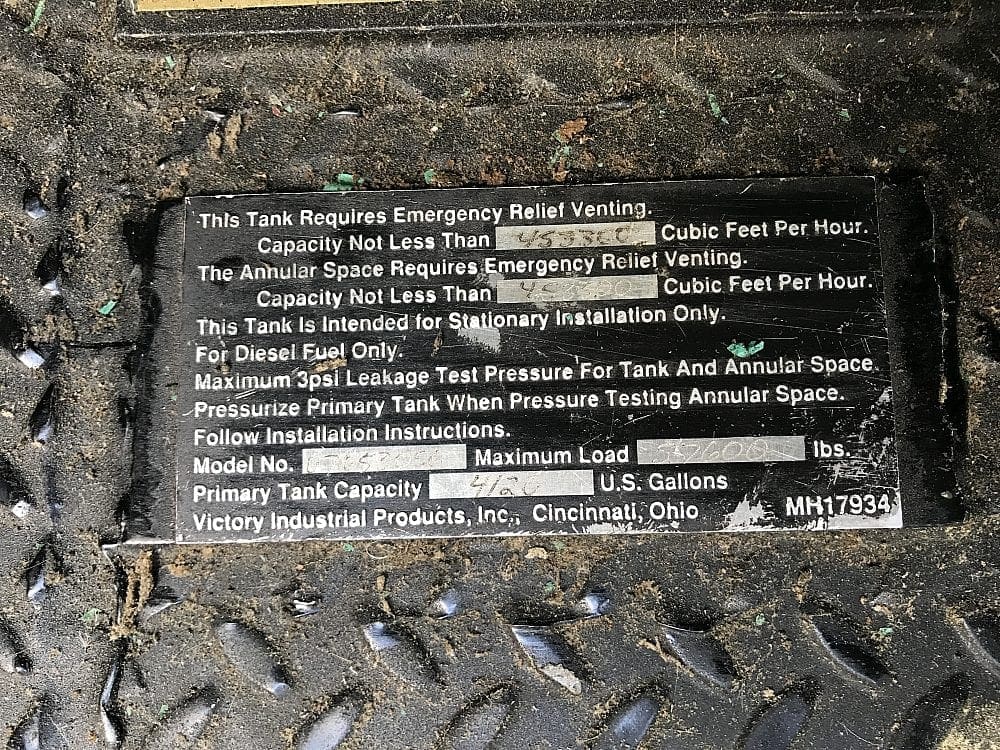 This Tank Requires Emergency Relief Venting.
Capacity Not Less Than Cubic Feet Per Hour.
The Annular Space Requires Emergency Relief Venting.
Capacity Not Less Than Cubic Feet Per Hour.
This Tank Is Intended for Stationary Installation Only.
For Diesel Fuel Only.
Maximum 3psi Leakage Test Pressure For Tank And Annular Space.
Pressurize Primary Tank When Pressure Testing Annular Space.
Follow Installation Instructions.
Model No. Maximum Load lbs.
Primary Tank Capacity 4120 U.S. Gallons
Victory Industrial Products, Inc., Cincinnati, Ohio MH17934